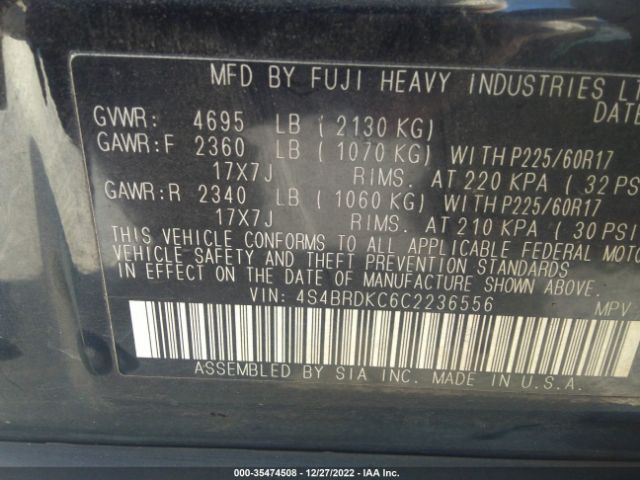 MFD BY FUJI HEAVY INDUSTRIES LT
DATE
GVWR: 4695 LB ( 2130 KG)
GAWR:F 2360 LB ( 1070 KG) WITH P225/60R17
17X7J RIMS. AT 220 KPA ( 32 PSI
GAWR:R 2340 LB ( 1060 KG) WITH P225/60R17
17X7J RIMS. AT 210 KPA ( 30 PSI
THIS VEHICLE CONFORMS TO ALL APPLICABLE FEDERAL MOTO
VEHICLE SAFETY AND THEFT PREVENTION STANDARDS
IN EFFECT ON THE DATE OF MANUFACTURE SHOWN ABOVE.
VIN: 4S4BRDKC6C2236556 MPV
ASSEMBLED BY SIA INC. MADE IN U.S.A.
000-35474508 - 12/27/2022 - IAAI.COM